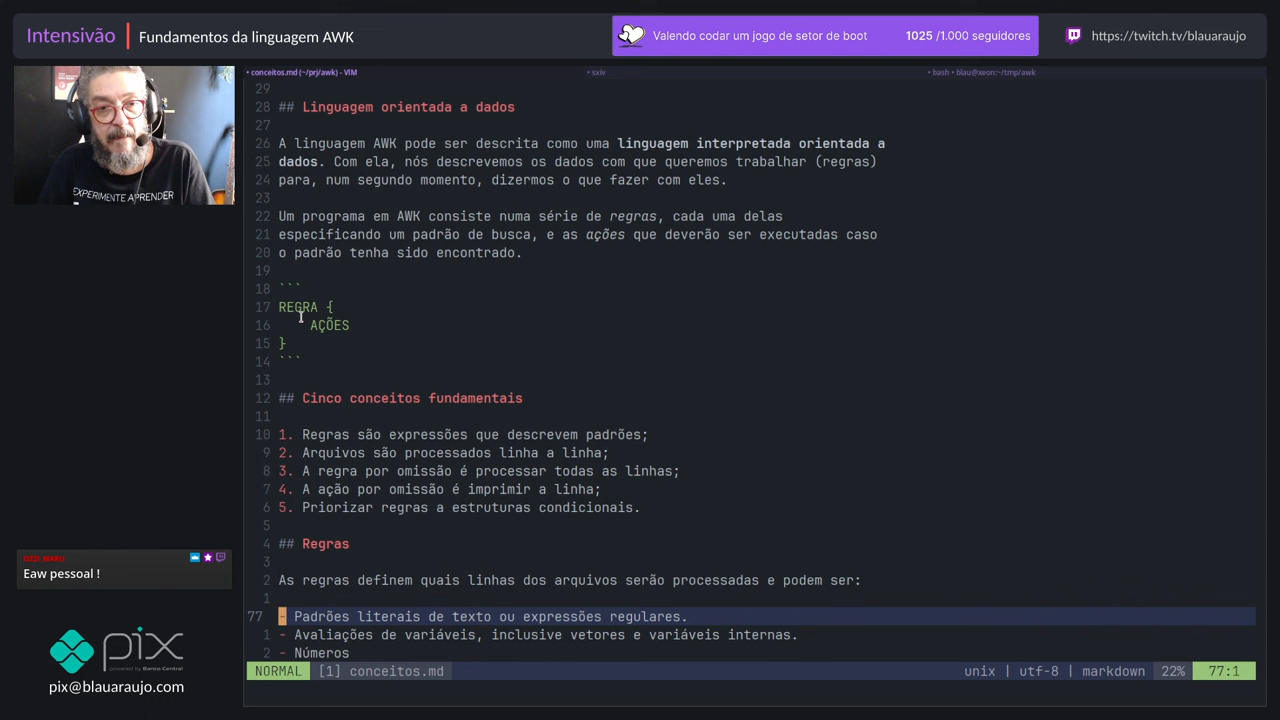 Intensivão
Fundamentos da linguagem AWK
Valendo codar um jogo de setor de boot 1025 /1.000 seguidores
https://twitch.tv/blauaraujo
• conceitos.md (~/prj/awk) - VIM • sxiv • bash • blau@xeon:~/tmp/awk
29
28 ## Linguagem orientada a dados
27
26 A linguagem AWK pode ser descrita como uma linguagem interpretada orientada a
25 dados. Com ela, nós descrevemos os dados com que queremos trabalhar (regras)
24 para, num segundo momento, dizermos o que fazer com eles.
23
22 Um programa em AWK consiste numa série de regras, cada uma delas
21 especificando um padrão de busca, e as ações que deverão ser executadas caso
20 o padrão tenha sido encontrado.
19
18 ```
17 REGRA {
16 AÇÕES
15 }
14 ```
13
12 ## Cinco conceitos fundamentais
11
10 1. Regras são expressões que descrevem padrões;
9 2. Arquivos são processados linha a linha;
8 3. A regra por omissão é processar todas as linhas;
7 4. A ação por omissão é imprimir a linha;
6 5. Priorizar regras a estruturas condicionais.
5
4 ## Regras
3
2 As regras definem quais linhas dos arquivos serão processadas e podem ser:
1
77 - Padrões literais de texto ou expressões regulares.
1 - Avaliações de variáveis, inclusive vetores e variáveis internas.
2 - Números
NORMAL [1] conceitos.md unix | utf-8 | markdown 22% 77:1
EXPERIMENTE APRENDER
Eaw pessoal !
pix
powered by Banco Central
pix@blauaraujo.com